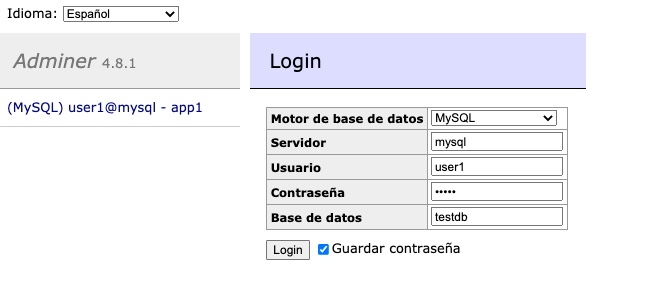 Idioma: Español
Adminer 4.8.1
(MySQL) user1@mysql - app1
Login
Motor de base de datos MySQL
Servidor mysql
Usuario user1
Contraseña •••••
Base de datos testdb
Login Guardar contraseña